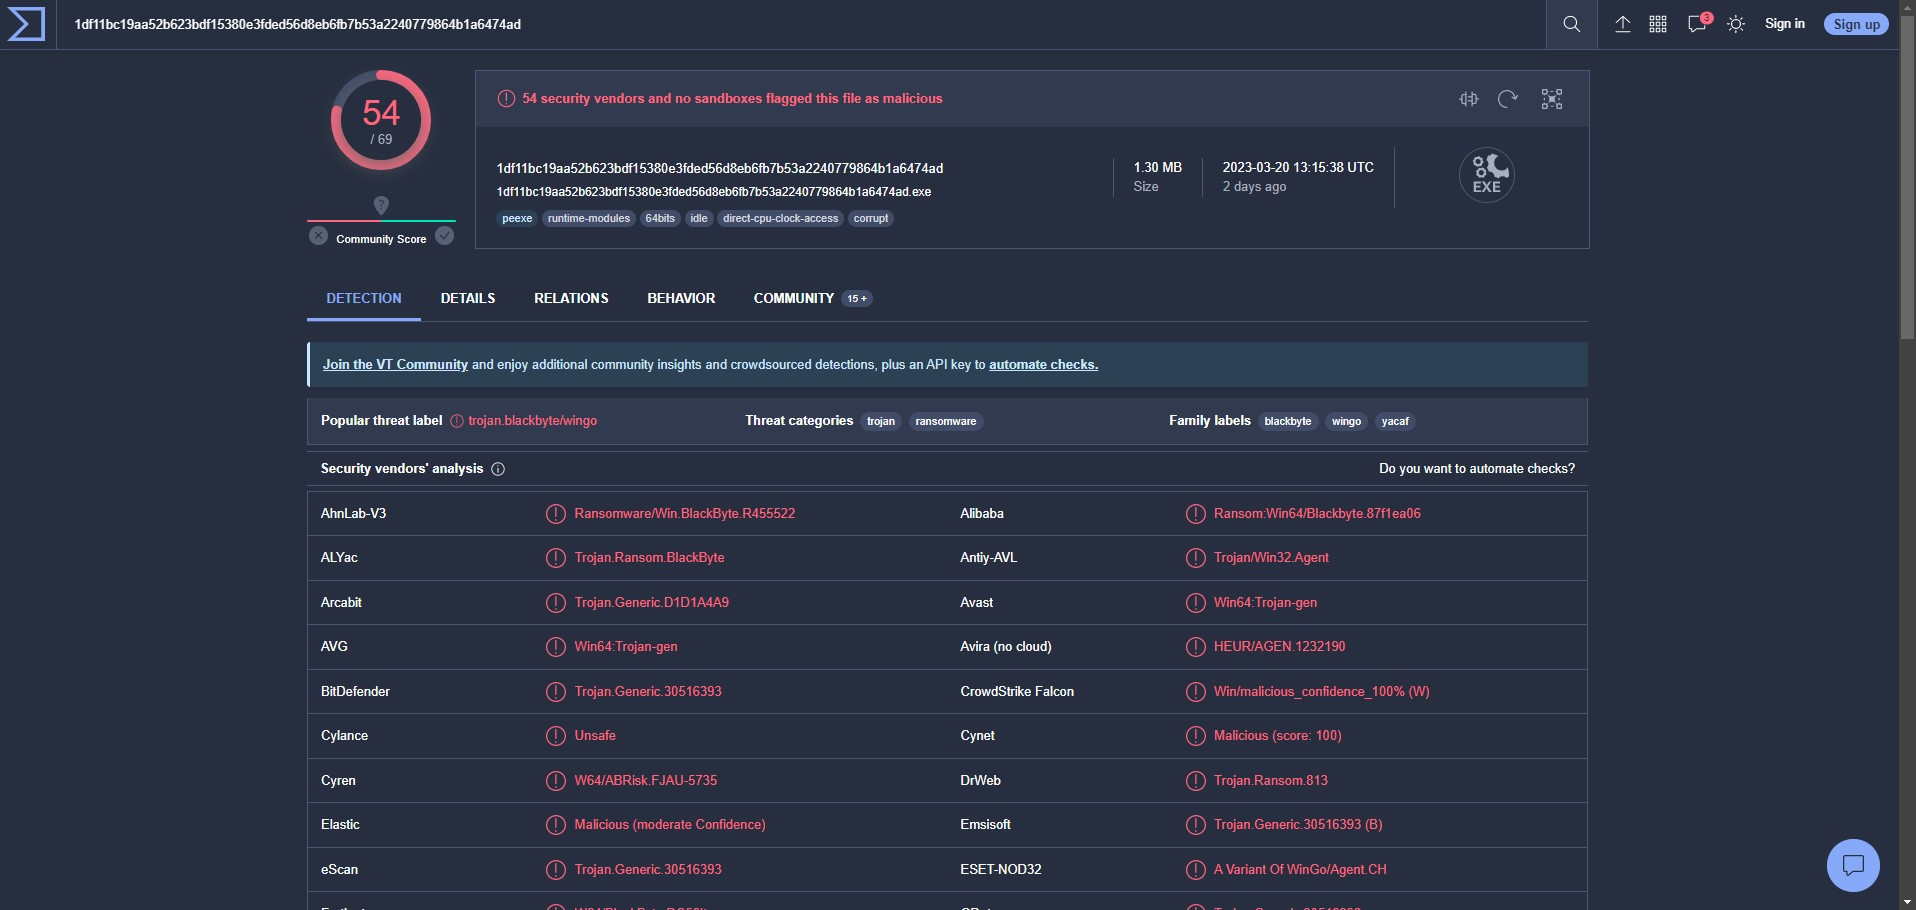 1df11bc19aa52b623bdf15380e3fded56d8eb6fb7b53a2240779864b1a6474ad
3
Sign in
Sign up
54
/ 69
54 security vendors and no sandboxes flagged this file as malicious
1df11bc19aa52b623bdf15380e3fded56d8eb6fb7b53a2240779864b1a6474ad
1df11bc19aa52b623bdf15380e3fded56d8eb6fb7b53a2240779864b1a6474ad.exe
peexe runtime-modules 64bits idle direct-cpu-clock-access corrupt
1.30 MB
Size
2023-03-20 13:15:38 UTC
2 days ago
EXE
?
Community Score
DETECTION DETAILS RELATIONS BEHAVIOR COMMUNITY 15 +
Join the VT Community and enjoy additional community insights and crowdsourced detections, plus an API key to automate checks.
Popular threat label trojan.blackbyte/wingo Threat categories trojan ransomware Family labels blackbyte wingo yacaf
Security vendors' analysis Do you want to automate checks?
AhnLab-V3 Ransomware/Win.BlackByte.R455522 Alibaba Ransom:Win64/Blackbyte.87f1ea06
ALYac Trojan.Ransom.BlackByte Antiy-AVL Trojan/Win32.Agent
Arcabit Trojan.Generic.D1D1A4A9 Avast Win64:Trojan-gen
AVG Win64:Trojan-gen Avira (no cloud) HEUR/AGEN.1232190
BitDefender Trojan.Generic.30516393 CrowdStrike Falcon Win/malicious_confidence_100% (W)
Cylance Unsafe Cynet Malicious (score: 100)
Cyren W64/ABRisk.FJAU-5735 DrWeb Trojan.Ransom.813
Elastic Malicious (moderate Confidence) Emsisoft Trojan.Generic.30516393 (B)
eScan Trojan.Generic.30516393 ESET-NOD32 A Variant Of WinGo/Agent.CH